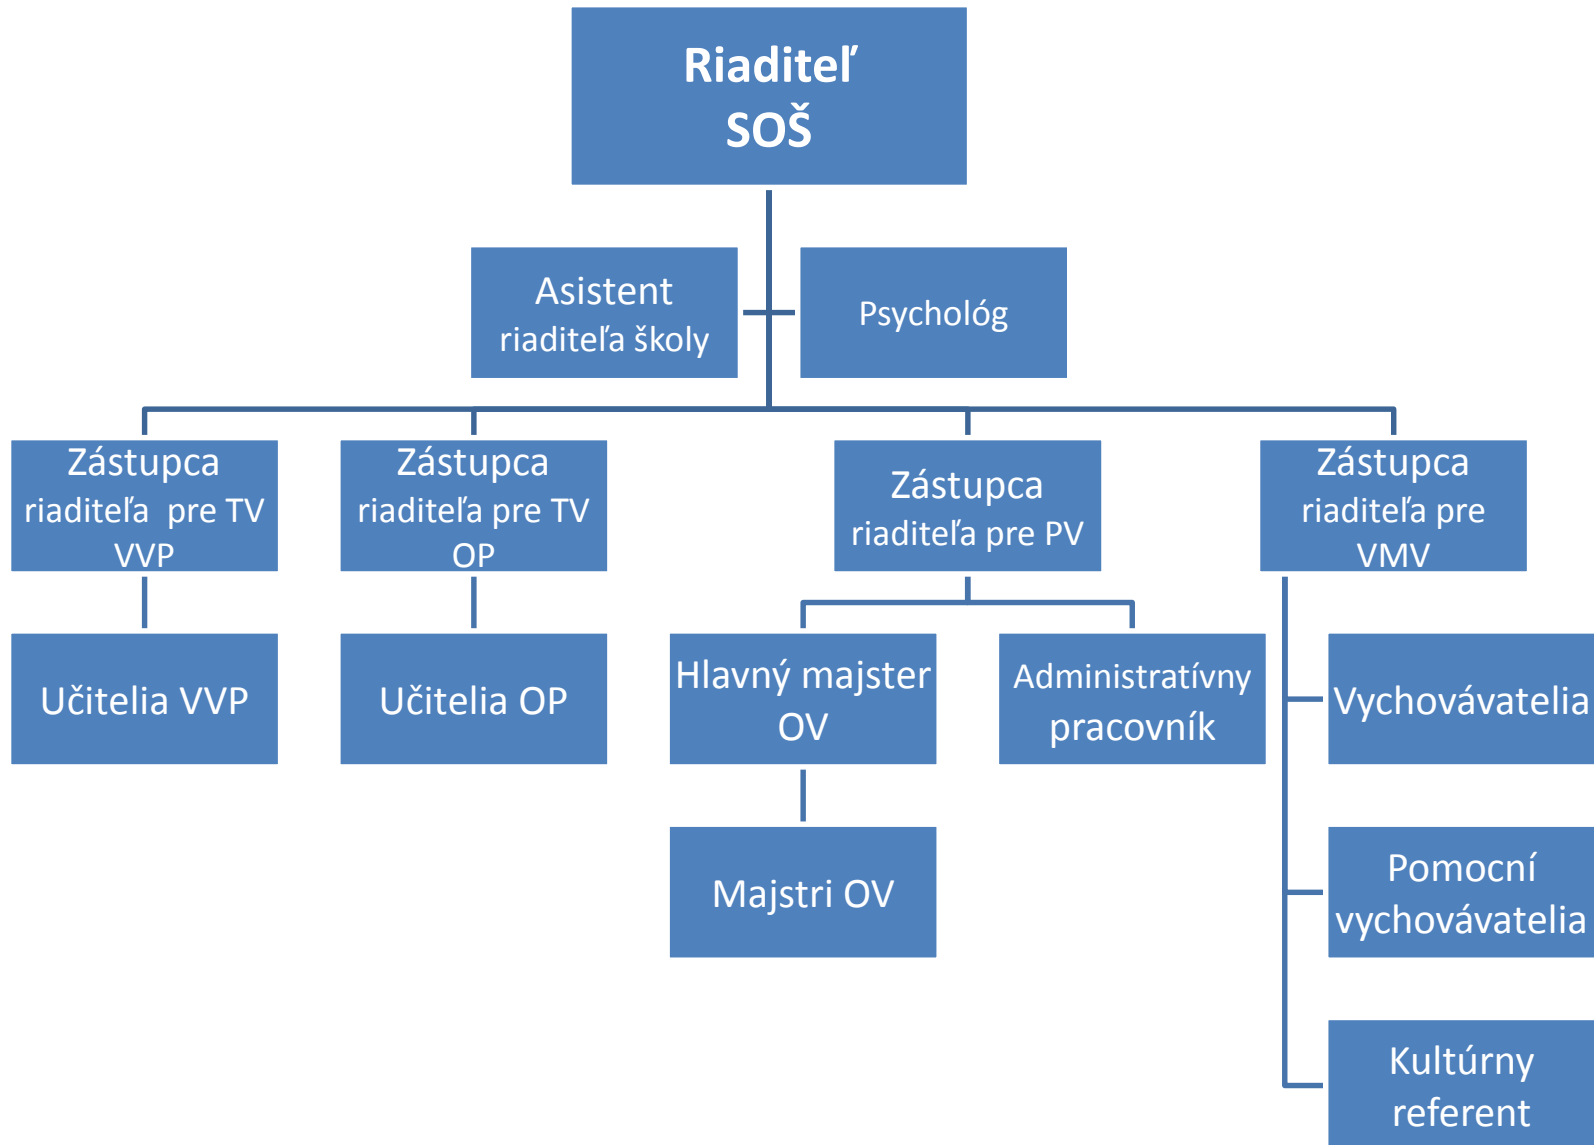 Riaditeľ
SOŠ
Asistent
riaditeľa školy
Psychológ
Zástupca
riaditeľa  pre TV
VVP
Zástupca
riaditeľa pre TV
OP
Zástupca
riaditeľa pre PV
Zástupca
riaditeľa pre
VMV
Učitelia VVP
Učitelia OP
Hlavný majster
OV
Administratívny
pracovník
Vychovávatelia
Majstri OV
Pomocní
vychovávatelia
Kultúrny
referent